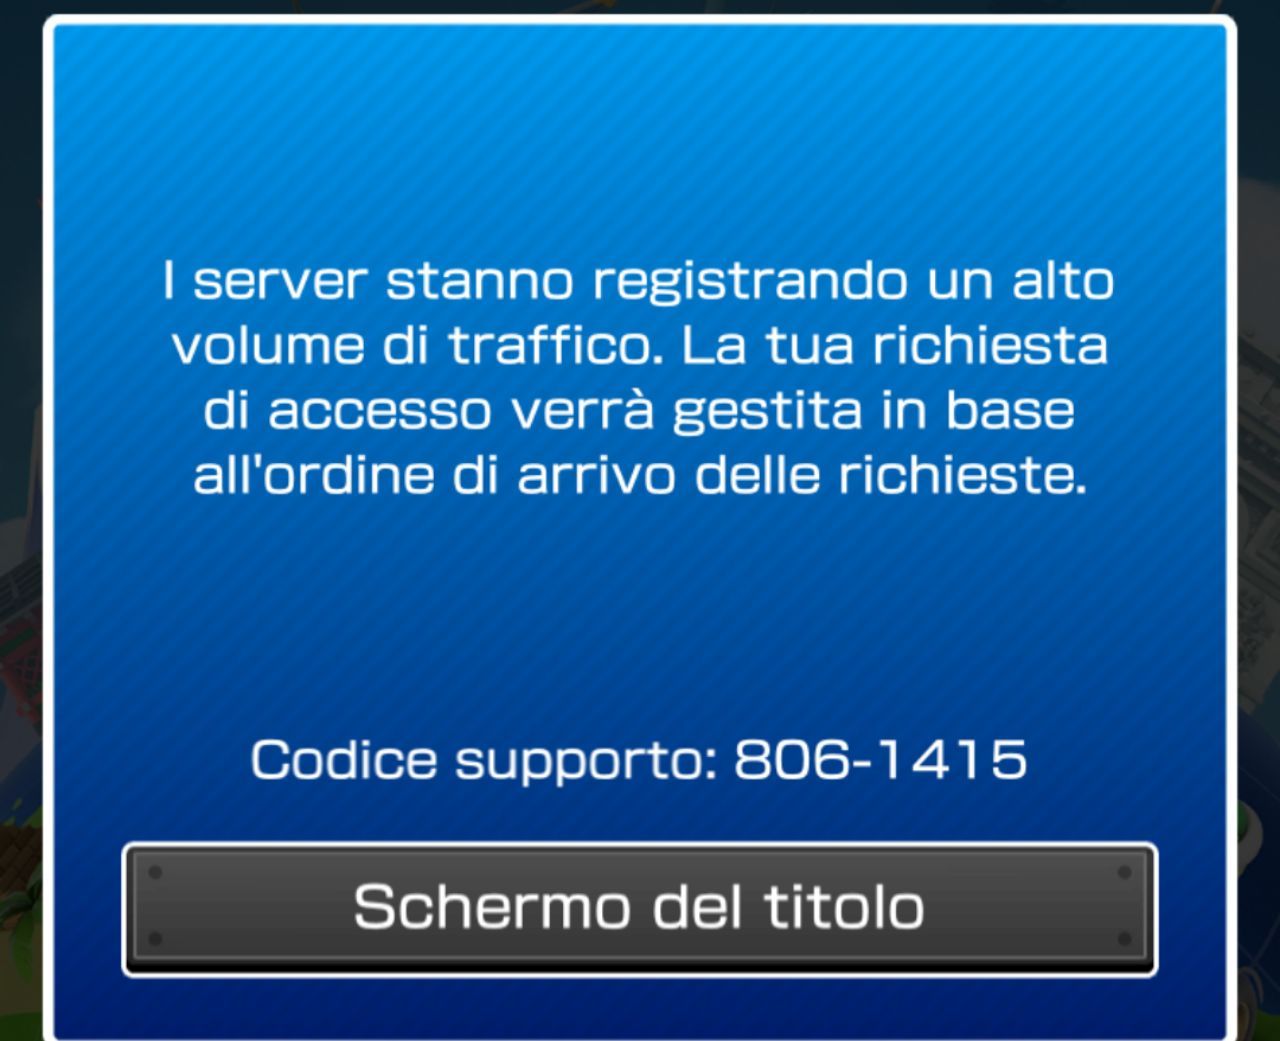 I server stanno registrando un alto
volume di traffico. La tua richiesta
di accesso verrà gestita in base
all'ordine di arrivo delle richieste.
Codice supporto: 806-1415
Schermo del titolo